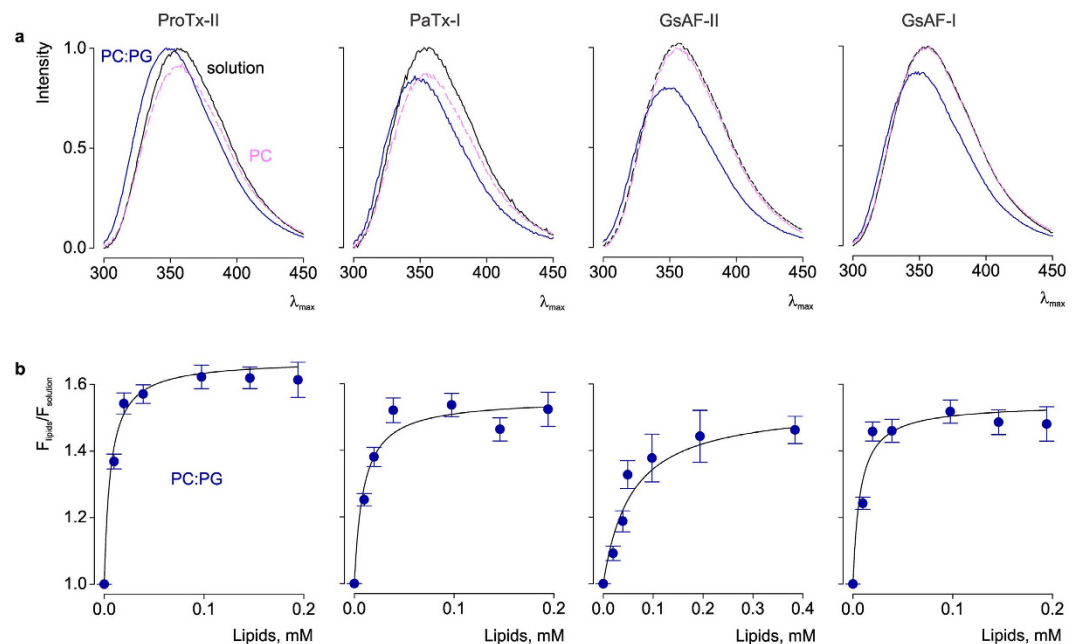 ProTx-II PaTx-I GsAF-II GsAF-I
a
Intensity
1.0
0.5
0.0
PC:PG
solution
PC
300 350 400 450 300 350 400 450 300 350 400 450 300 350 400 450
λmax λmax λmax λmax
b
Flipids/Fsolution
1.6
1.4
1.2
1.0
PC:PG
0.0 0.1 0.2 0.0 0.1 0.2 0.0 0.1 0.2 0.3 0.4 0.0 0.1 0.2
Lipids, mM Lipids, mM Lipids, mM Lipids, mM